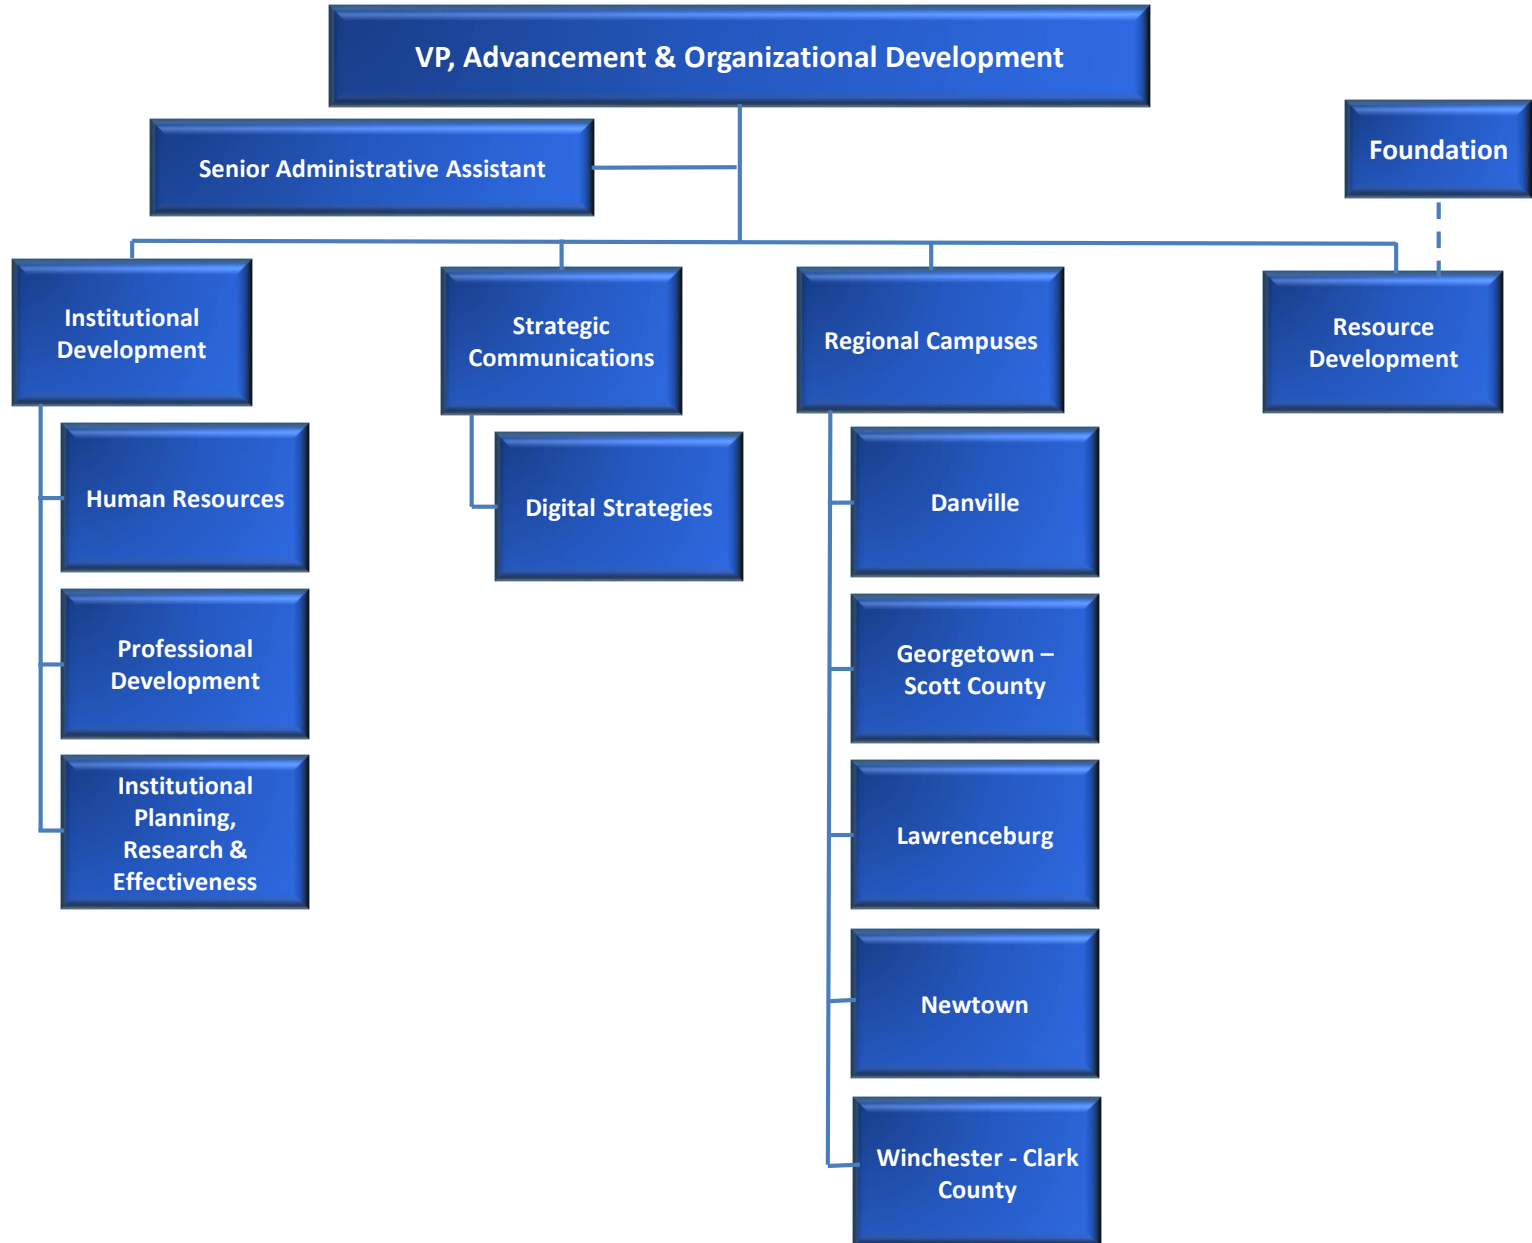 VP, Advancement & Organizational Development
Senior Administrative Assistant
Foundation
Institutional
Development
Strategic
Communications
Regional Campuses
Resource
Development
Human Resources
Digital Strategies
Danville
Professional
Development
Georgetown –
Scott County
Institutional
Planning,
Research &
Effectiveness
Lawrenceburg
Newtown
Winchester - Clark
County